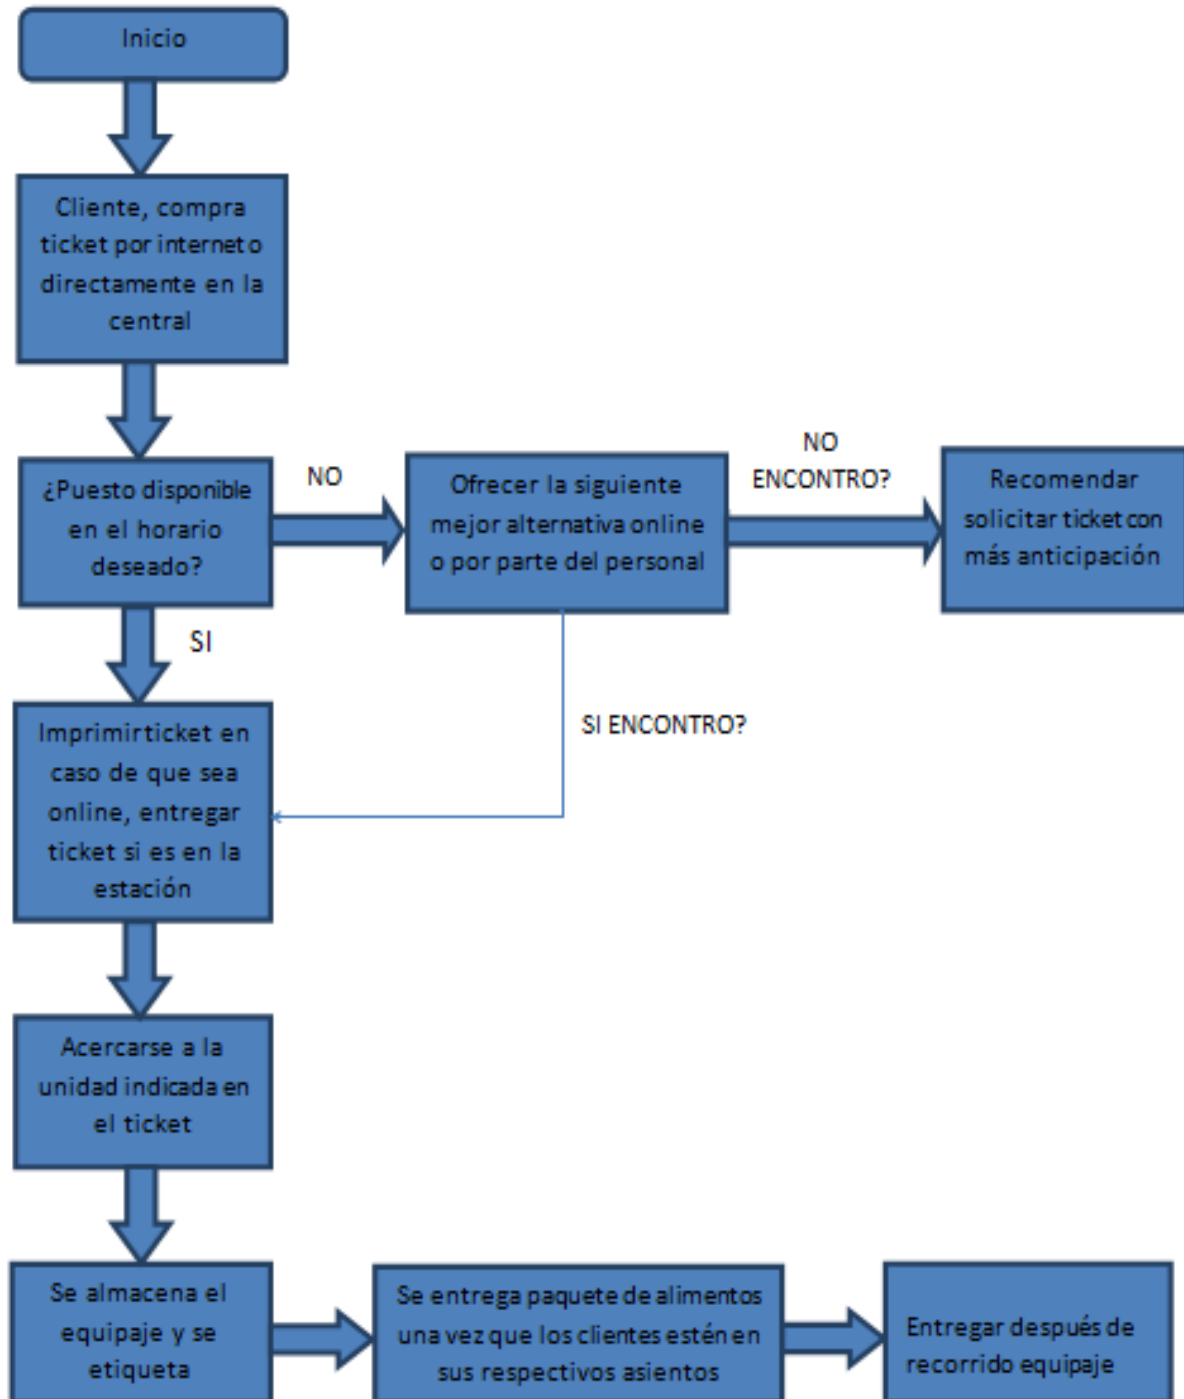 Inicio
Cliente, compra
ticket por internet o
directamente en la
central
¿Puesto disponible
en el horario
deseado?
NO
Ofrecer la siguiente
mejor alternativa online
o por parte del personal
NO
ENCONTRO?
Recomendar
solicitar ticket con
más anticipación
SI
SI ENCONTRO?
Imprimir ticket en
caso de que sea
online, entregar
ticket si es en la
estación
Acercarse a la
unidad indicada en
el ticket
Se almacena el
equipaje y se
etiqueta
Se entrega paquete de alimentos
una vez que los clientes estén en
sus respectivos asientos
Entregar después de
recorrido equipaje